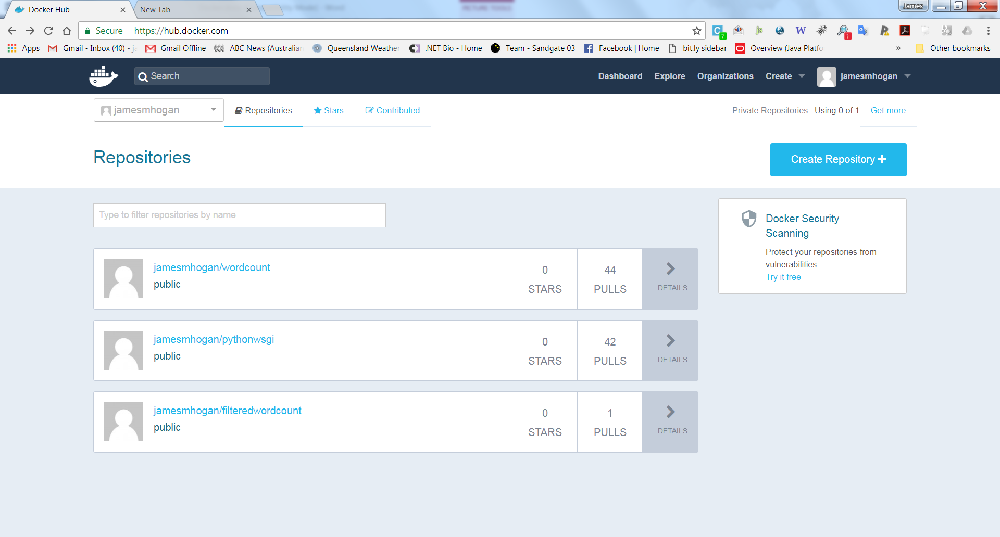 Docker Hub
New Tab
James
Secure
https://hub.docker.com
7
js
W
?
Apps
Gmail - Inbox (40) - ja
Gmail Offline
ABC News (Australian
Queensland Weather
.NET Bio - Home
Team - Sandgate 03
Facebook | Home
bit.ly sidebar
Overview (Java Platfo
»
Other bookmarks
Search
Dashboard
Explore
Organizations
Create
jamesmhogan
jamesmhogan
Repositories
Stars
Contributed
Private Repositories: Using 0 of 1
Get more
Repositories
Create Repository +
Type to filter repositories by name
jamesmhogan/wordcount
public
0
STARS
44
PULLS
DETAILS
jamesmhogan/pythonwsgi
public
0
STARS
42
PULLS
DETAILS
jamesmhogan/filteredwordcount
public
0
STARS
1
PULLS
DETAILS
Docker Security
Scanning
Protect your repositories from
vulnerabilities.
Try it free